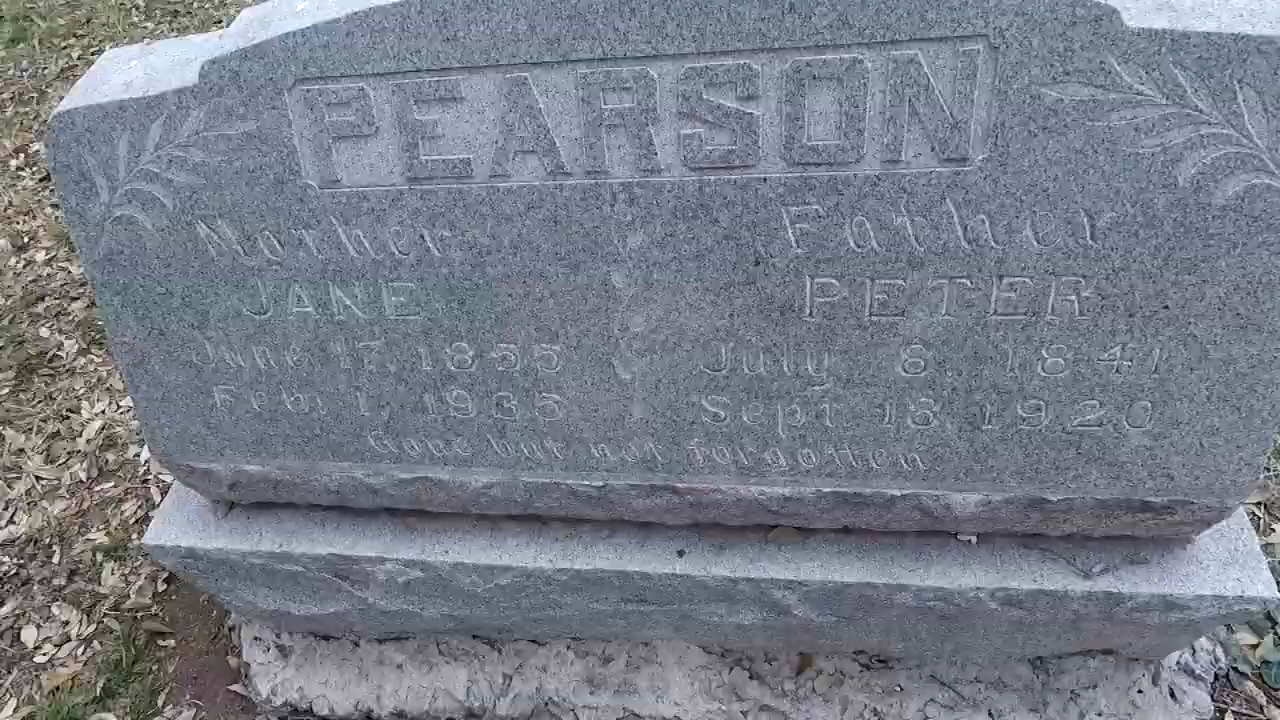 PEARSON
Mother
JANE
June 17, 1855
Feb. 1, 1935
Father
PETER
July 8, 1841
Sept 18, 1920
Gone but not forgotten